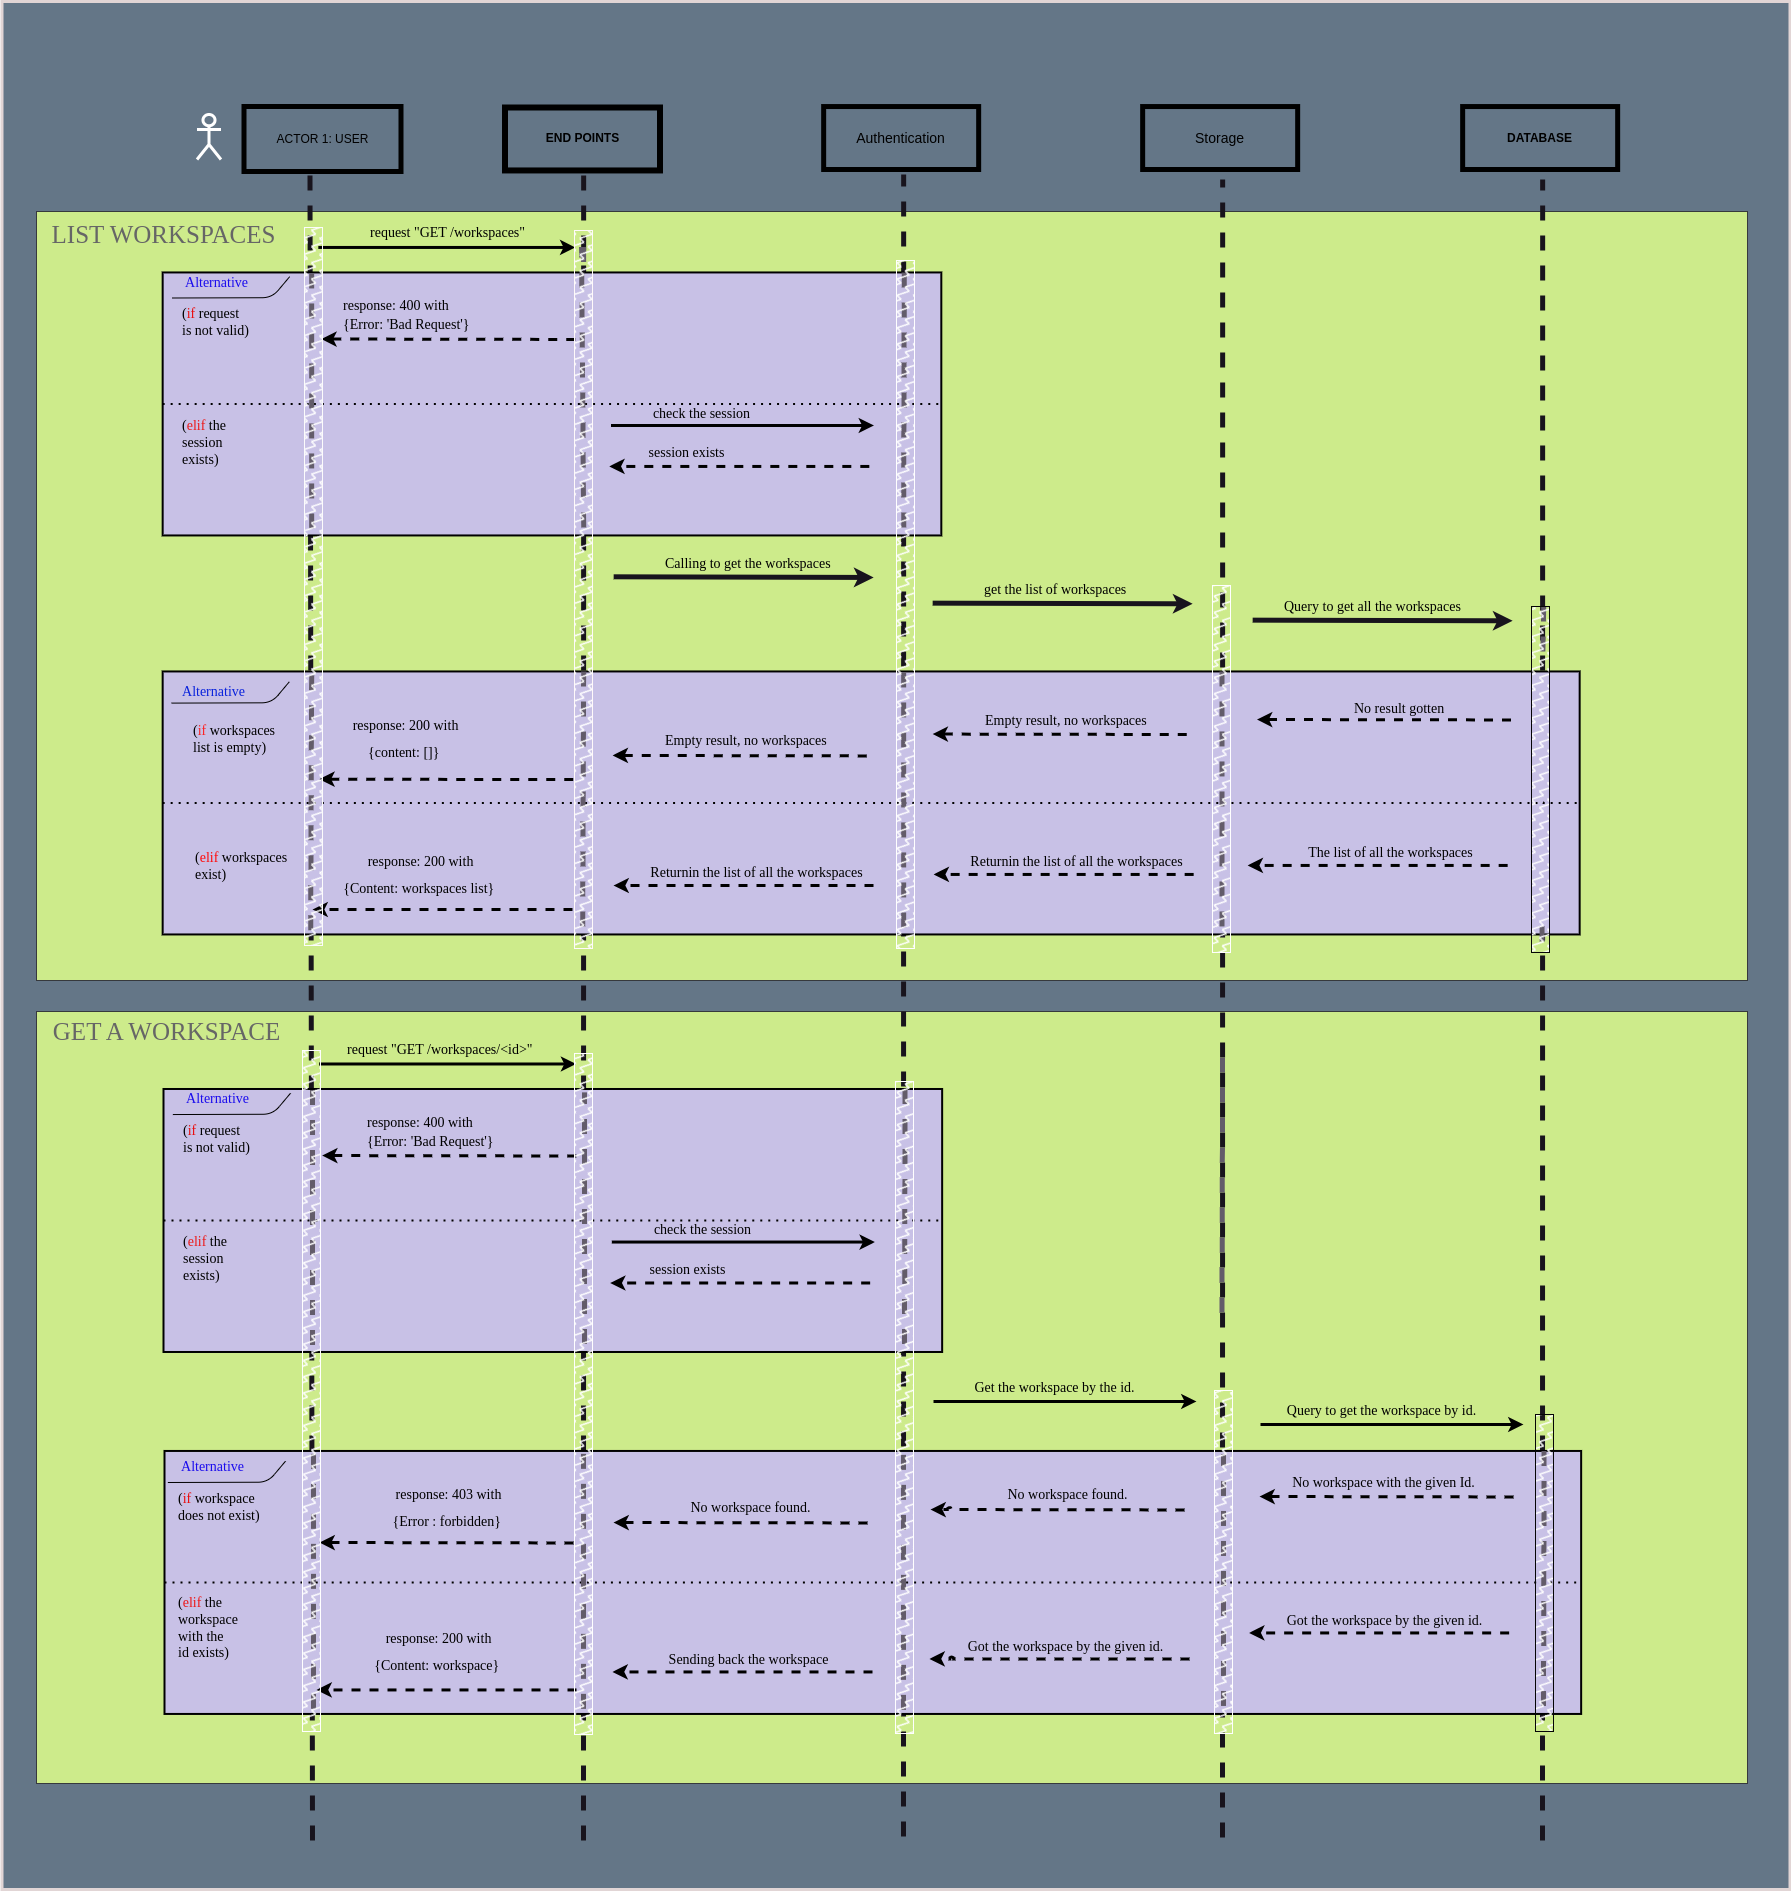 ACTOR 1: USER
END POINTS
Authentication
Storage
DATABASE
LIST WORKSPACES
request "GET /workspaces"
Alternative
(if request
is not valid)
response: 400 with
{Error: 'Bad Request'}
(elif the
session
exists)
check the session
session exists
Calling to get the workspaces
get the list of workspaces
Query to get all the workspaces
Alternative
(if workspaces
list is empty)
response: 200 with
{content: []}
Empty result, no workspaces
Empty result, no workspaces
No result gotten
(elif workspaces
exist)
response: 200 with
{Content: workspaces list}
Returnin the list of all the workspaces
Returnin the list of all the workspaces
The list of all the workspaces
GET A WORKSPACE
request "GET /workspaces/<id>"
Alternative
(if request
is not valid)
response: 400 with
{Error: 'Bad Request'}
(elif the
session
exists)
check the session
session exists
Get the workspace by the id.
Query to get the workspace by id.
Alternative
(if workspace
does not exist)
response: 403 with
{Error : forbidden}
No workspace found.
No workspace found.
No workspace with the given Id.
(elif the
workspace
with the
id exists)
response: 200 with
{Content: workspace}
Sending back the workspace
Got the workspace by the given id.
Got the workspace by the given id.